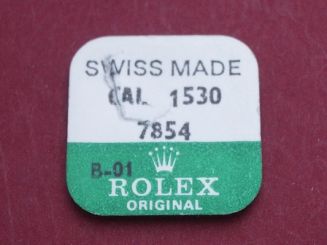 SWISS MADE
CAL 1530
7854
B-01
ROLEX
ORIGINAL